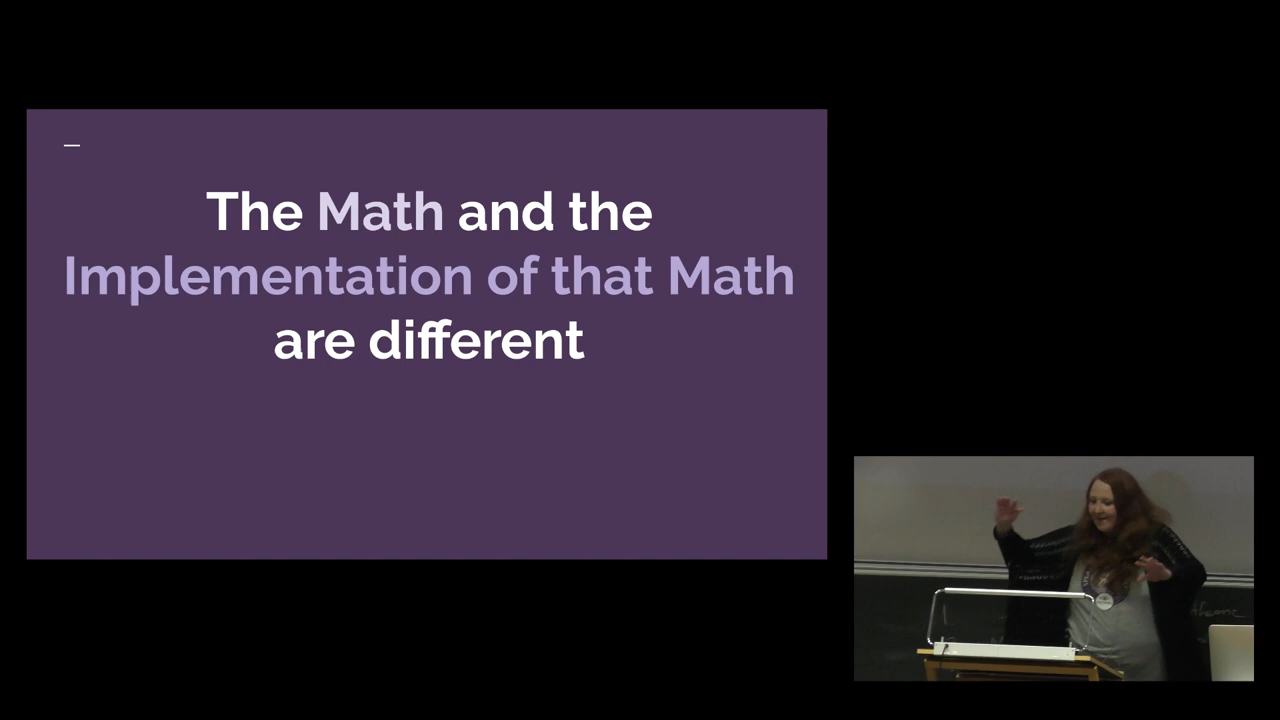 The Math and the
Implementation of that Math
are different